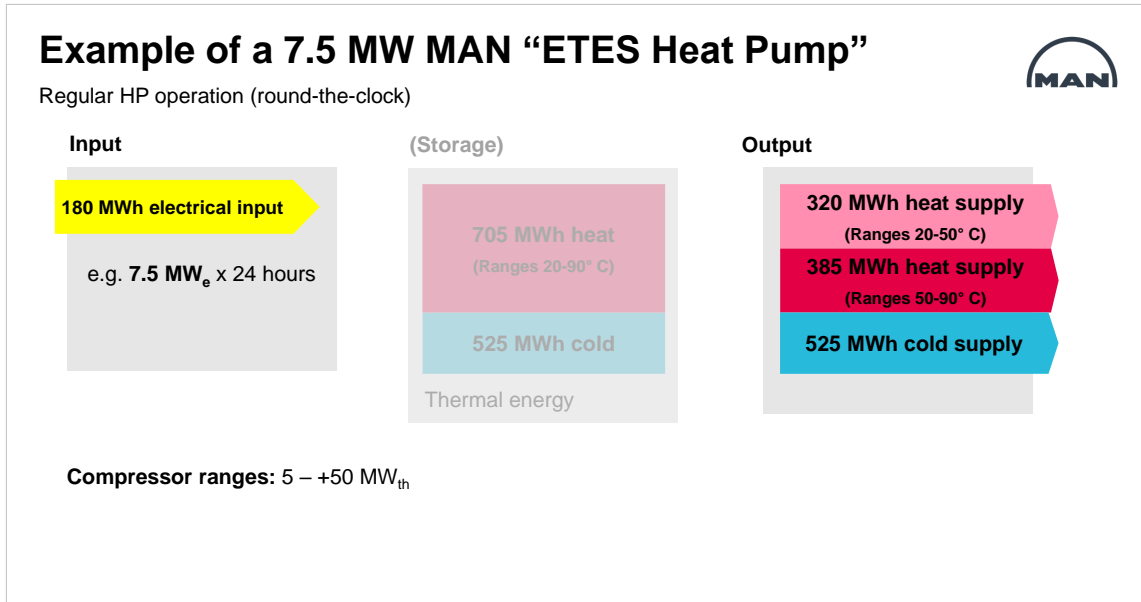 Example of a 7.5 MW MAN “ETES Heat Pump”
MAN
Regular HP operation (round-the-clock)
Input
180 MWh electrical input
e.g. 7.5 MWe x 24 hours
(Storage)
705 MWh heat
(Ranges 20-90° C)
525 MWh cold
Thermal energy
Output
320 MWh heat supply
(Ranges 20-50° C)
385 MWh heat supply
(Ranges 50-90° C)
525 MWh cold supply
Compressor ranges: 5 – +50 MWth